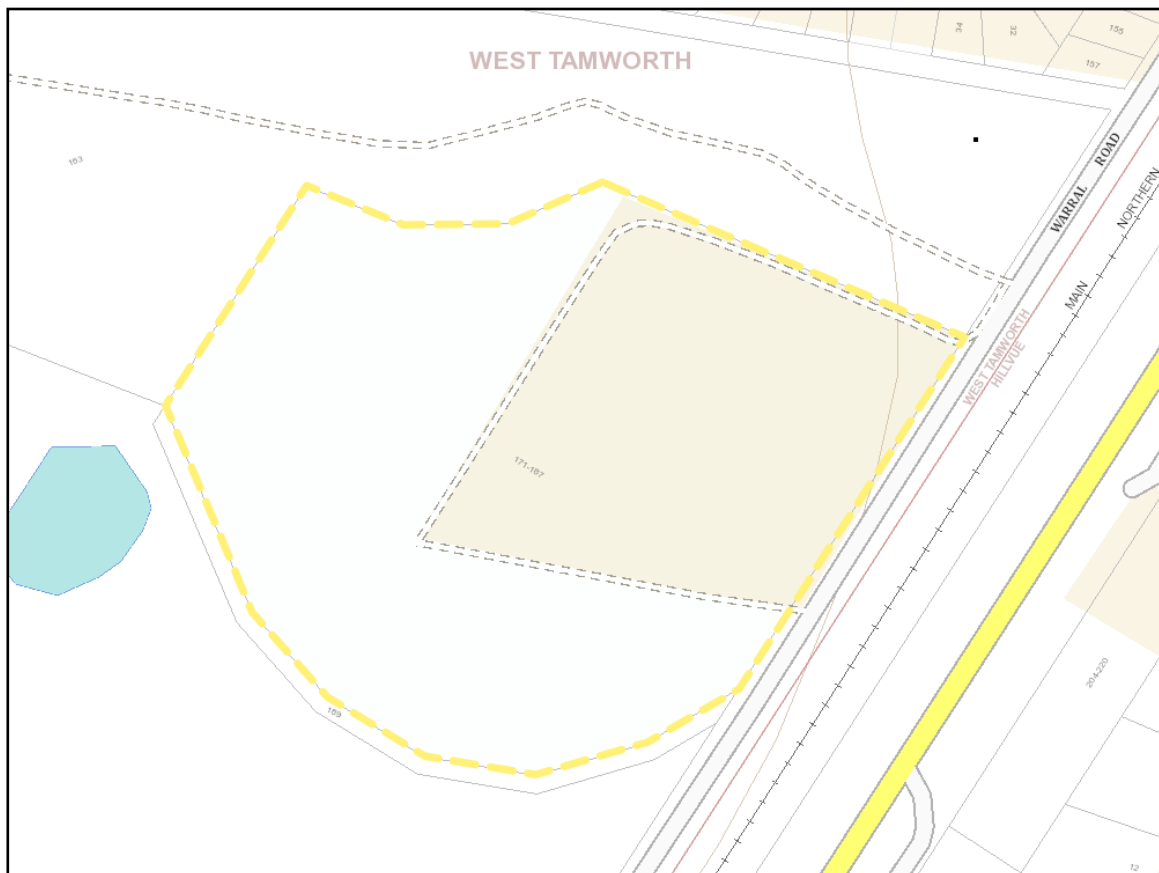 WEST TAMWORTH
34
32
155
157
163
WARRAL ROAD
NORTHERN
MAIN
WEST TAMWORTH
HILLVUE
171-187
204-220
169
12